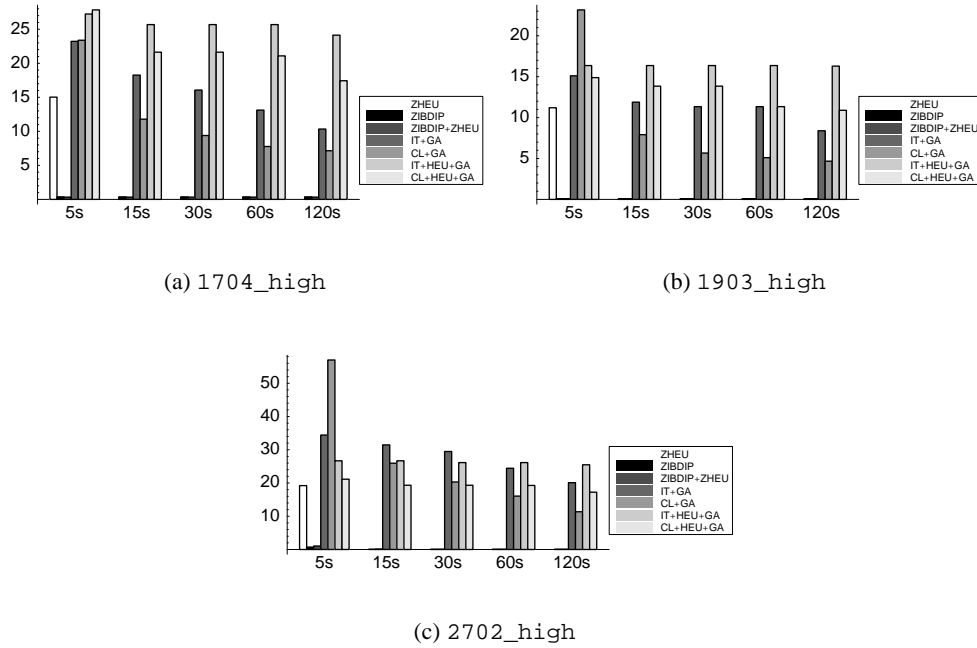 25
20
15
10
5
5s 15s 30s 60s 120s
ZHEU
ZIBDIP
ZIBDIP+ZHEU
IT+GA
CL+GA
IT+HEU+GA
CL+HEU+GA
(a) 1704_high
20
15
10
5
5s 15s 30s 60s 120s
ZHEU
ZIBDIP
ZIBDIP+ZHEU
IT+GA
CL+GA
IT+HEU+GA
CL+HEU+GA
(b) 1903_high
50
40
30
20
10
5s 15s 30s 60s 120s
ZHEU
ZIBDIP
ZIBDIP+ZHEU
IT+GA
CL+GA
IT+HEU+GA
CL+HEU+GA
(c) 2702_high